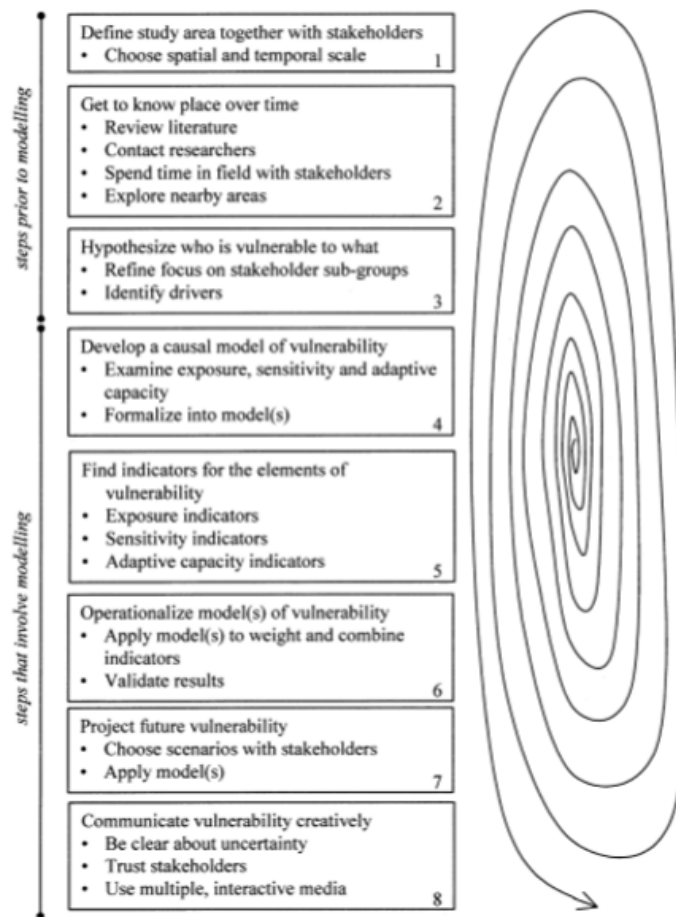 steps prior to modelling
Define study area together with stakeholders
• Choose spatial and temporal scale
1
Get to know place over time
• Review literature
• Contact researchers
• Spend time in field with stakeholders
• Explore nearby areas
2
Hypothesize who is vulnerable to what
• Refine focus on stakeholder sub-groups
• Identify drivers
3
steps that involve modelling
Develop a causal model of vulnerability
• Examine exposure, sensitivity and adaptive
capacity
• Formalize into model(s)
4
Find indicators for the elements of
vulnerability
• Exposure indicators
• Sensitivity indicators
• Adaptive capacity indicators
5
Operationalize model(s) of vulnerability
• Apply model(s) to weight and combine
indicators
• Validate results
6
Project future vulnerability
• Choose scenarios with stakeholders
• Apply model(s)
7
Communicate vulnerability creatively
• Be clear about uncertainty
• Trust stakeholders
• Use multiple, interactive media
8